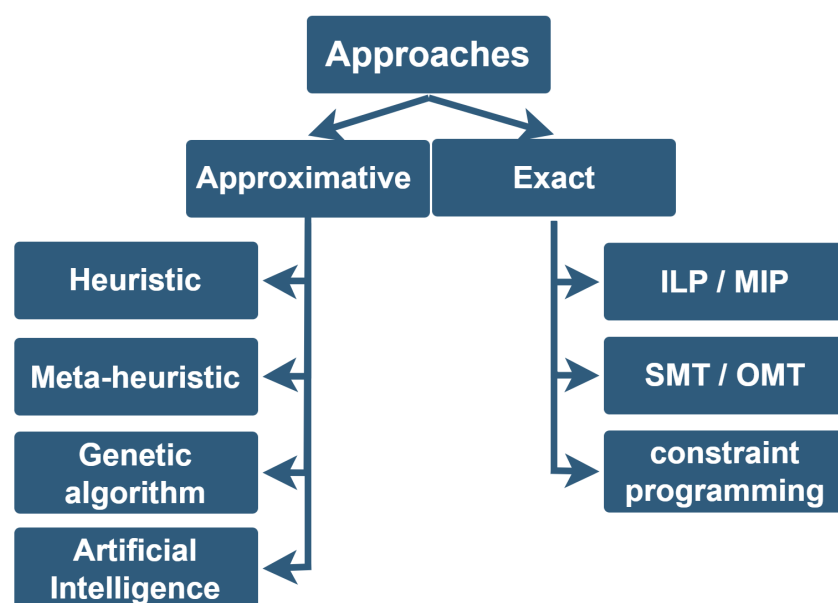 Approaches
Approximative
Exact
Heuristic
ILP / MIP
Meta-heuristic
SMT / OMT
Genetic
algorithm
constraint
programming
Artificial
Intelligence